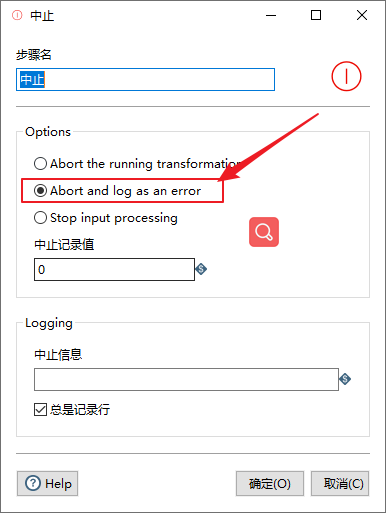 中止
步骤名
中止
Options
Abort the running transformation
Abort and log as an error
Stop input processing
中止记录值
0
Logging
中止信息
总是记录行
Help
确定(O)
取消(C)